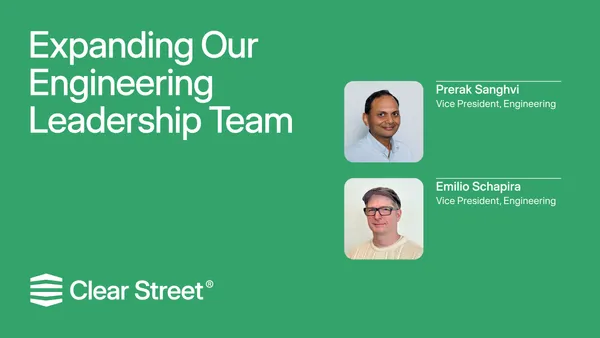 Expanding Our
Engineering
Leadership Team
Prerak Sanghvi
Vice President, Engineering
Emilio Schapira
Vice President, Engineering
Clear Street®